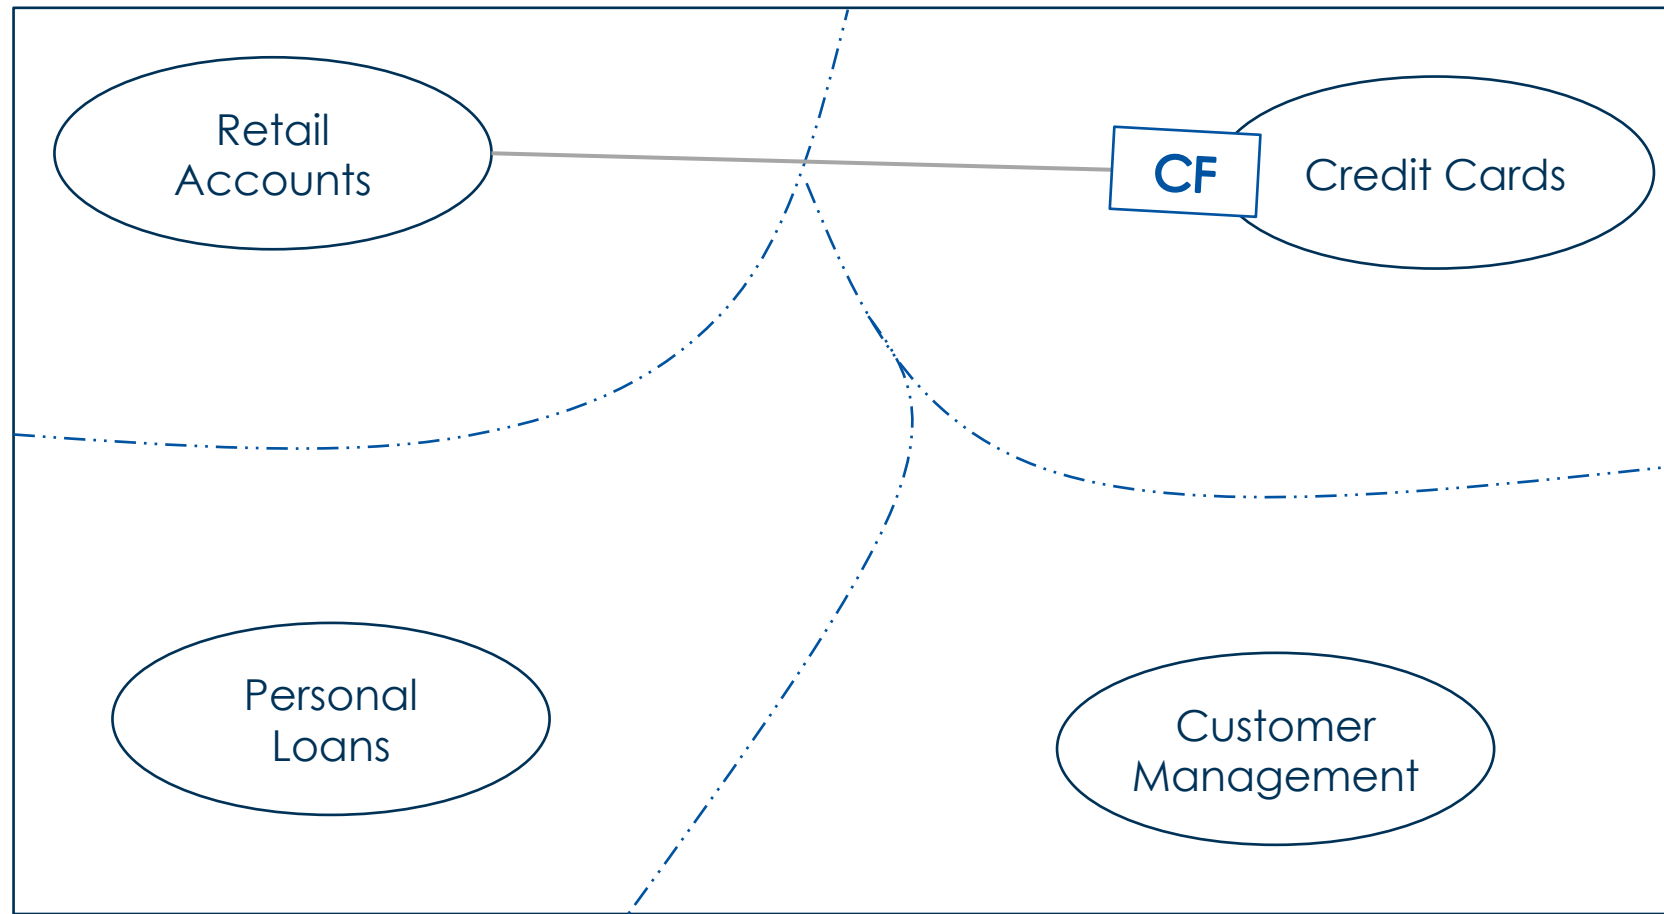 Retail
Accounts
CF
Credit Cards
Personal
Loans
Customer
Management